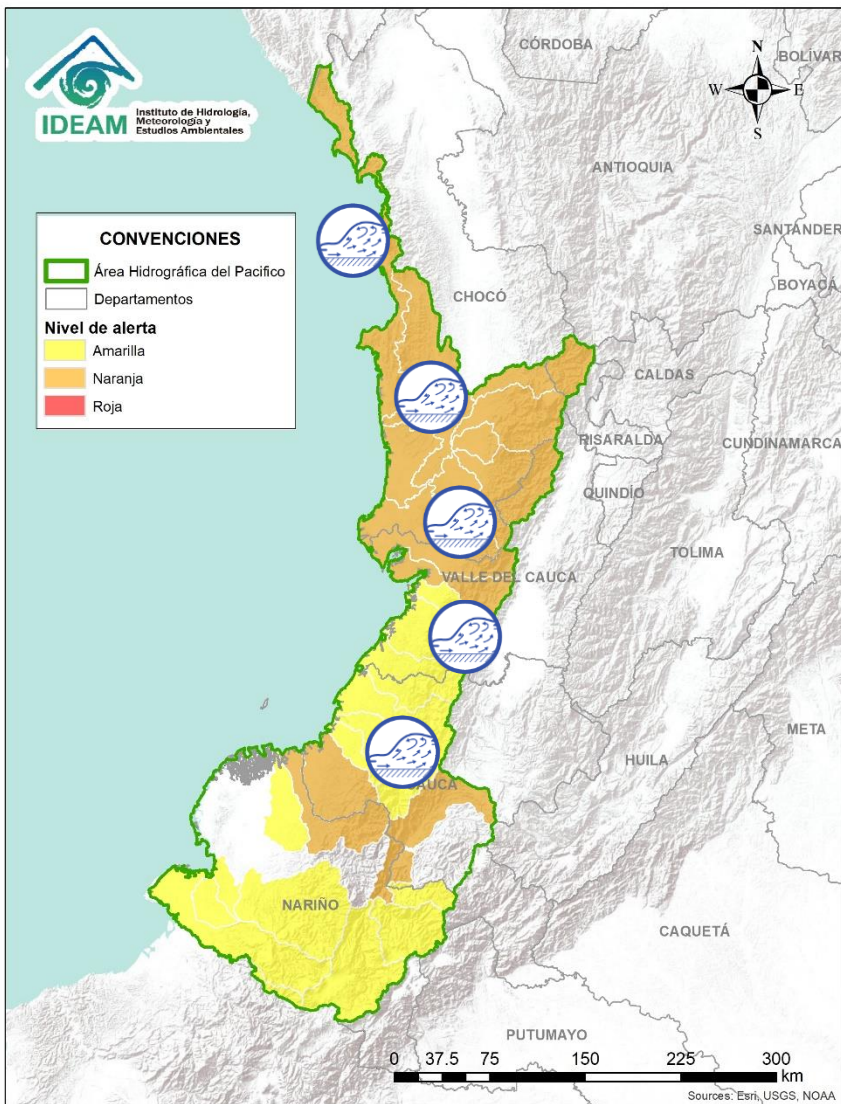 CÓRDOBA
BOLÍVAR
N
W E
S
IDEAM
Instituto de Hidrología,
Meteorología y
Estudios Ambientales
ANTIOQUIA
CONVENCIONES
Área Hidrográfica del Pacifico
Departamentos
Nivel de alerta
Amarilla
Naranja
Roja
SANTANDER
BOYACÁ
CHOCÓ
CALDAS
RISARALDA
CUNDINAMARCA
QUINDÍO
TOLIMA
VALLE DEL CAUCA
META
HUILA
CAUCA
NARIÑO
CAQUETÁ
PUTUMAYO
0 37.5 75 150 225 300
km
Sources: Esri, USGS, NOAA